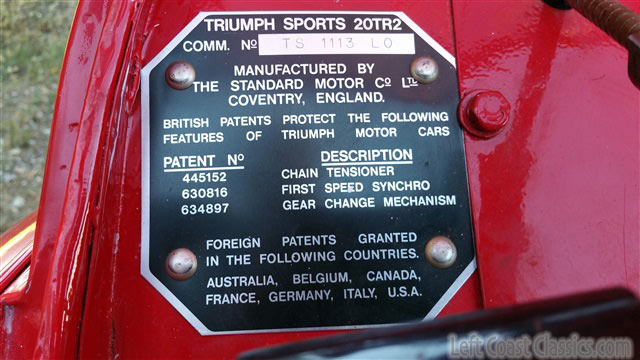 TRIUMPH SPORTS 20TR2
COMM. Nº TS 1113 LO
MANUFACTURED BY
THE STANDARD MOTOR Cº LTD
COVENTRY, ENGLAND.
BRITISH PATENTS PROTECT THE FOLLOWING
FEATURES OF TRIUMPH MOTOR CARS
PATENT Nº DESCRIPTION
445152 CHAIN TENSIONER
630816 FIRST SPEED SYNCHRO
634897 GEAR CHANGE MECHANISM
FOREIGN PATENTS GRANTED
IN THE FOLLOWING COUNTRIES.
AUSTRALIA, BELGIUM, CANADA,
FRANCE, GERMANY, ITALY, U.S.A.
Left Coast Classics.com